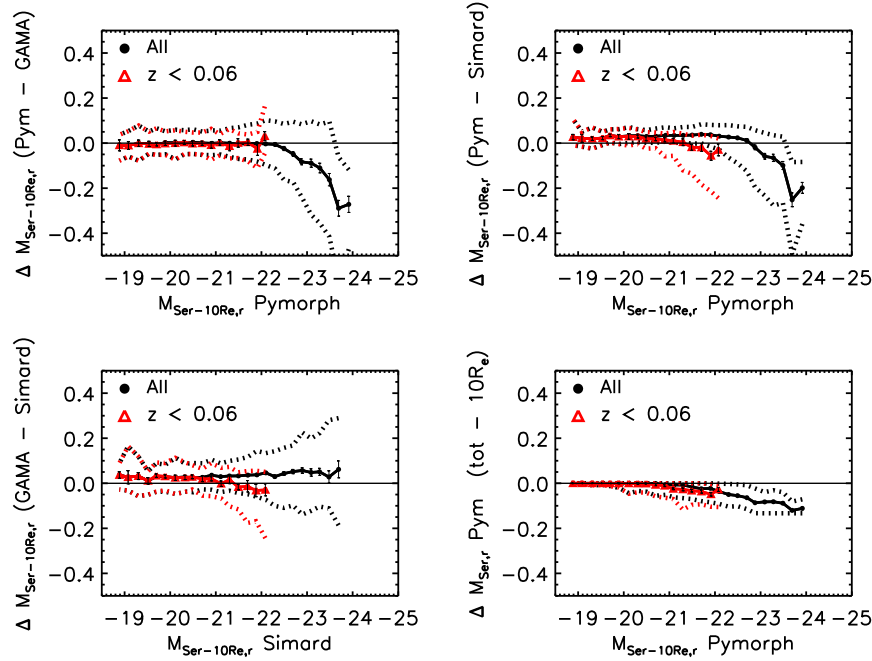 Δ M_Ser-10Re,r (Pym - GAMA)
0.4
0.2
0.0
-0.2
-0.4
All
z < 0.06
-19 -20 -21 -22 -23 -24 -25
M_Ser-10Re,r Pymorph
Δ M_Ser-10Re,r (Pym - Simard)
0.4
0.2
0.0
-0.2
-0.4
All
z < 0.06
-19 -20 -21 -22 -23 -24 -25
M_Ser-10Re,r Pymorph
Δ M_Ser-10Re,r (GAMA - Simard)
0.4
0.2
0.0
-0.2
-0.4
All
z < 0.06
-19 -20 -21 -22 -23 -24 -25
M_Ser-10Re,r Simard
Δ M_Ser,r Pym (tot - 10R_e)
0.4
0.2
0.0
-0.2
-0.4
All
z < 0.06
-19 -20 -21 -22 -23 -24 -25
M_Ser-10Re,r Pymorph